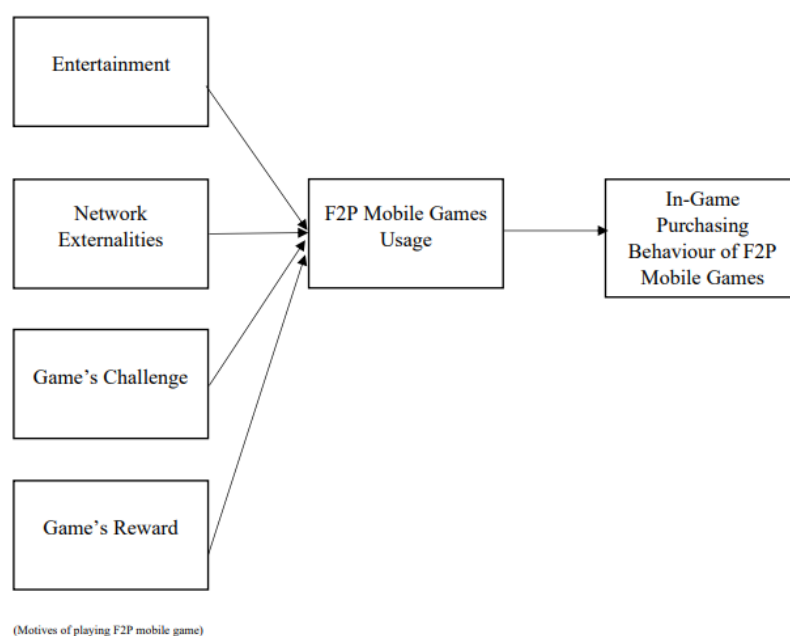 Entertainment
Network
Externalities
Game’s Challenge
Game’s Reward
F2P Mobile Games
Usage
In-Game
Purchasing
Behaviour of F2P
Mobile Games
(Motives of playing F2P mobile game)